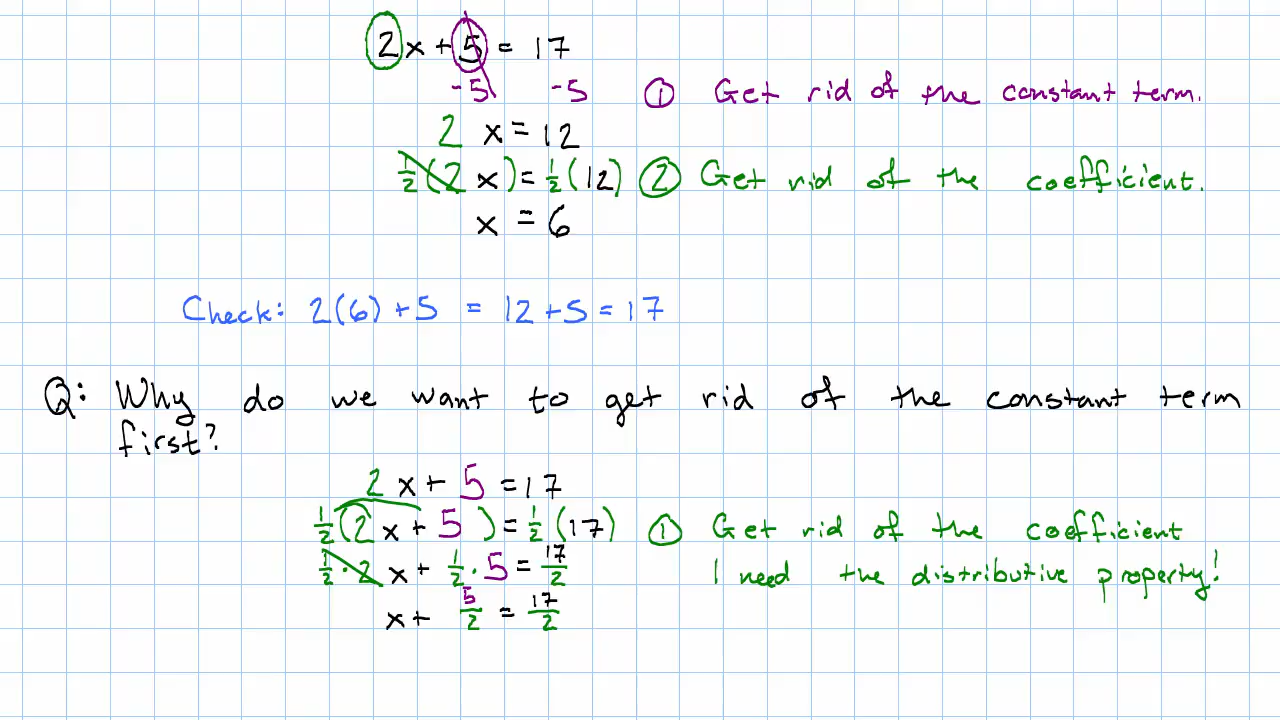 2x + 5 = 17
-5 -5 ① Get rid of the constant term.
2 x = 12
1/2 (2 x) = 1/2 (12) ② Get rid of the coefficient.
x = 6
Check: 2(6) + 5 = 12 + 5 = 17
Q: Why do we want to get rid of the constant term
first?
2x + 5 = 17
1/2 (2x + 5) = 1/2 (17) ① Get rid of the coefficient
1/2 · 2 x + 1/2 · 5 = 17/2 I need the distributive property!
x + 5/2 = 17/2